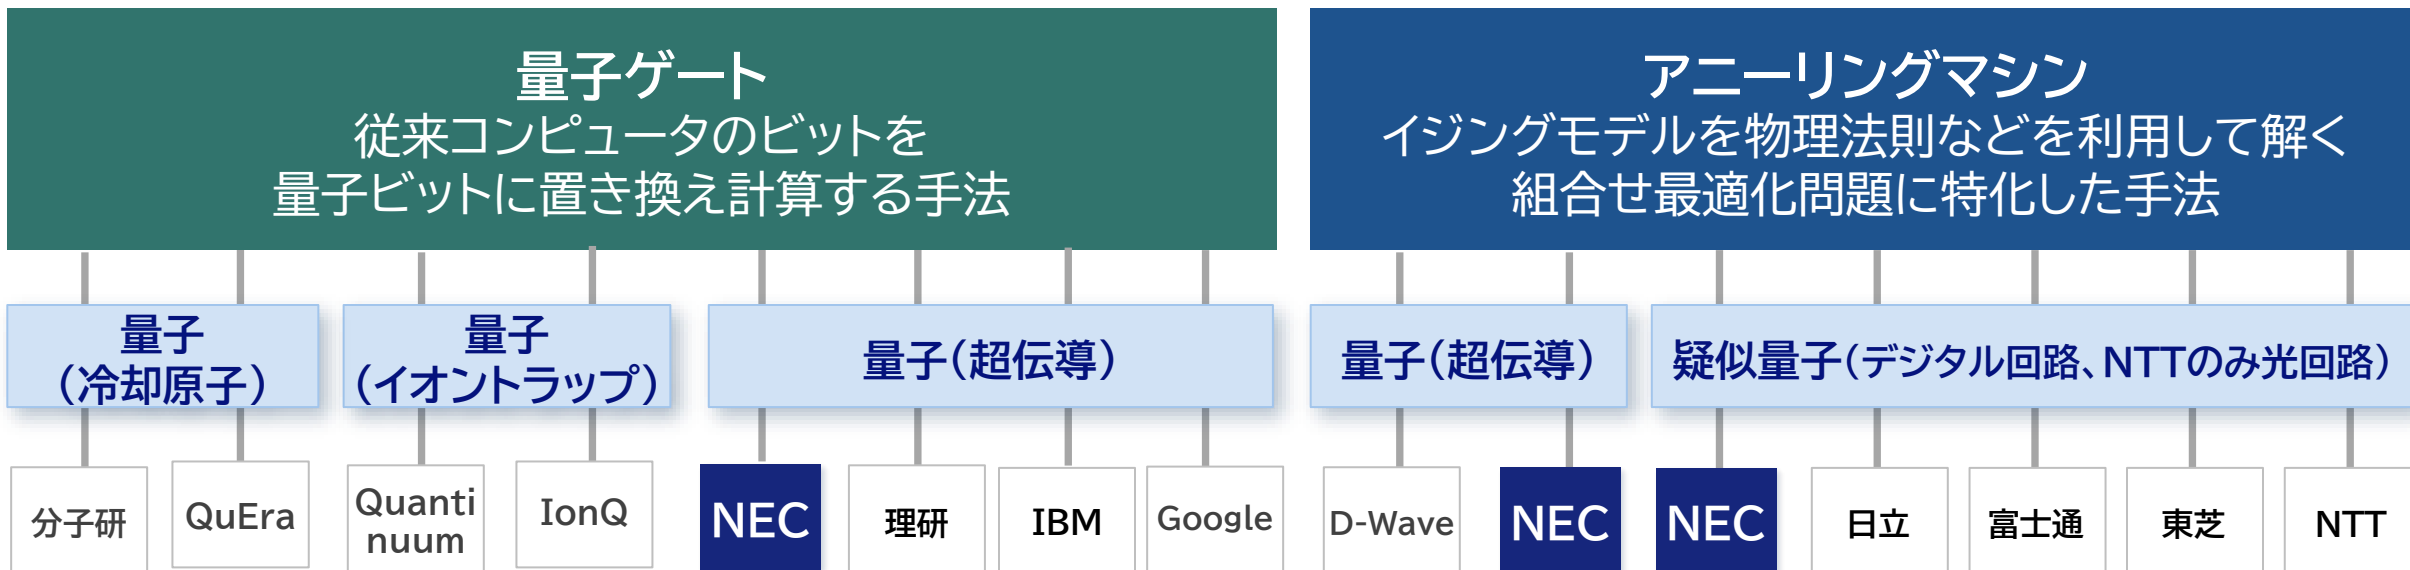 量子ゲート
従来コンピュータのビットを
量子ビットに置き換え計算する手法
アニーリングマシン
イジングモデルを物理法則などを利用して解く
組合せ最適化問題に特化した手法
量子
（冷却原子）
量子
（イオントラップ）
量子（超伝導）
量子（超伝導）
疑似量子（デジタル回路、NTTのみ光回路）
分子研
QuEra
Quanti
nuum
IonQ
NEC
理研
IBM
Google
D-Wave
NEC
NEC
日立
富士通
東芝
NTT